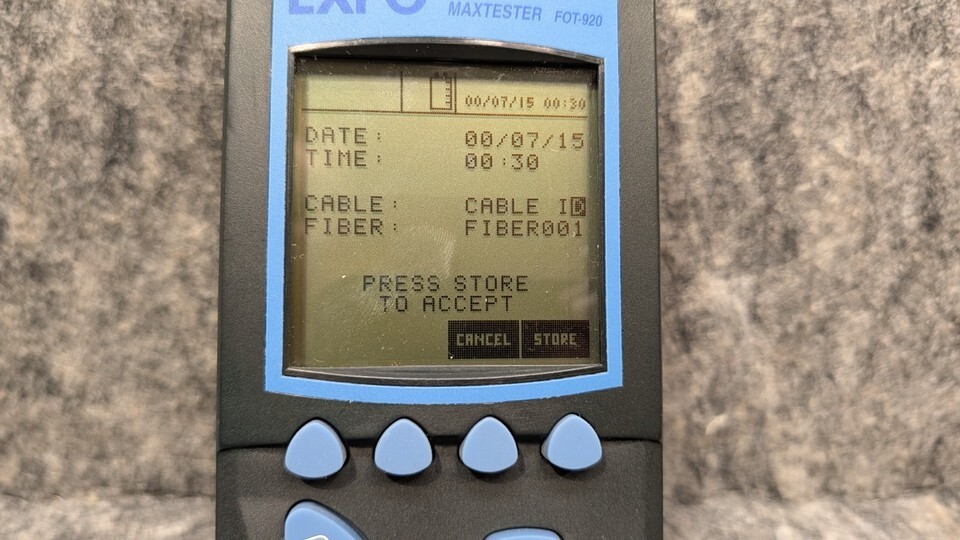 EXFO
MAXTESTER FOT-920
00/07/15 00:30
DATE: 00/07/15
TIME: 00:30
CABLE: CABLE ID
FIBER: FIBER001
PRESS STORE
TO ACCEPT
CANCEL STORE